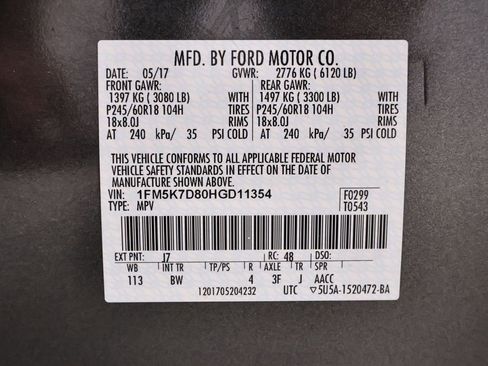 MFD. BY FORD MOTOR CO.
DATE: 05/17 GVWR: 2776 KG ( 6120 LB)
FRONT GAWR: REAR GAWR:
1397 KG ( 3080 LB) WITH 1497 KG ( 3300 LB) WITH
P245/60R18 104H TIRES P245/60R18 104H TIRES
18x8.0J RIMS 18x8.0J RIMS
AT 240 kPa/ 35 PSI COLD AT 240 kPa/ 35 PSI COLD
THIS VEHICLE CONFORMS TO ALL APPLICABLE FEDERAL MOTOR
VEHICLE SAFETY STANDARDS IN EFFECT ON THE DATE OF
MANUFACTURE SHOWN ABOVE.
VIN: 1FM5K7D80HGD11354 F0299
TYPE: MPV T0543
EXT PNT: J7 RC: 48 DSO:
WB INT TR TP/PS R AXLE TR SPR
113 BW 4 3F J AACC
1201705204232 UTC ▽5U5A-1520472-BA